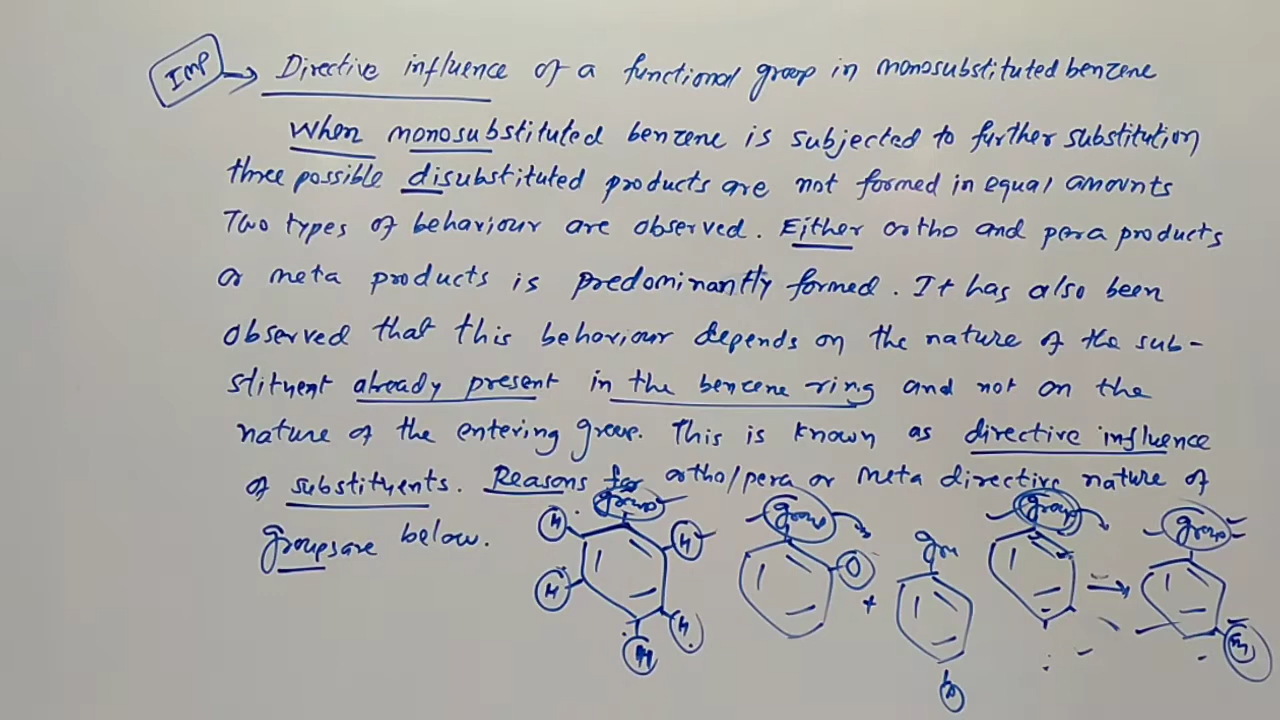 IMP → Directive influence of a functional group in monosubstituted benzene
When monosubstituted benzene is subjected to further substitution
three possible disubstituted products are not formed in equal amounts
Two types of behaviour are observed. Either ortho and para products
or meta products is predominantly formed. It has also been
observed that this behaviour depends on the nature of the sub-
stituent already present in the benzene ring and not on the
nature of the entering group. This is known as directive influence
of substituents. Reasons for ortho/para or meta directive nature of
groups are below.
group group group group
H H
H H
H
O
+
gr